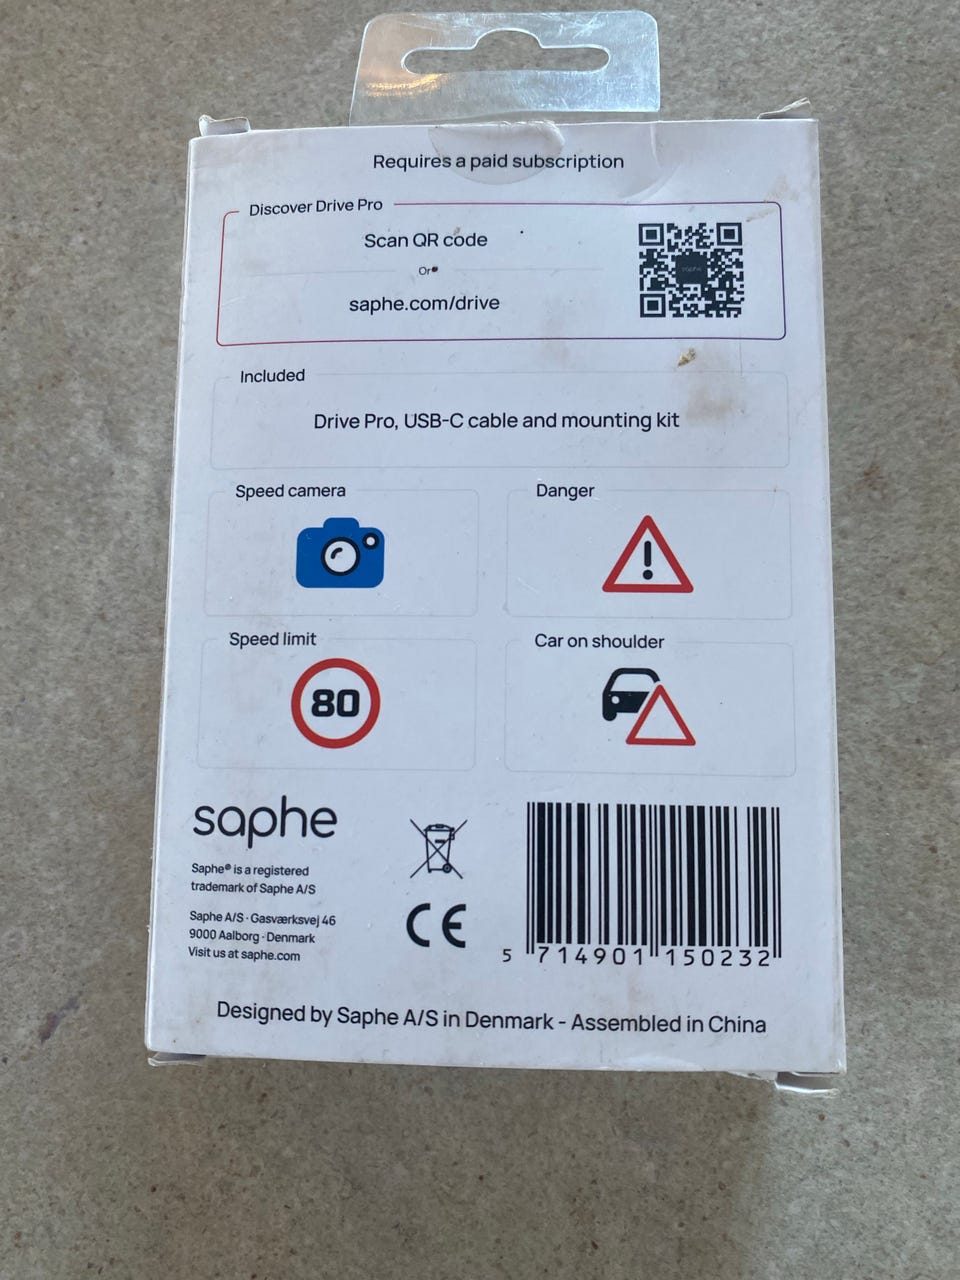 Requires a paid subscription
Discover Drive Pro
Scan QR code
Or
saphe.com/drive
saphe
Included
Drive Pro, USB-C cable and mounting kit
Speed camera
Danger
!
Speed limit
80
Car on shoulder
saphe
Saphe® is a registered
trademark of Saphe A/S
Saphe A/S · Gasværksvej 46
9000 Aalborg · Denmark
Visit us at saphe.com
CE
5 714901 150232
Designed by Saphe A/S in Denmark - Assembled in China